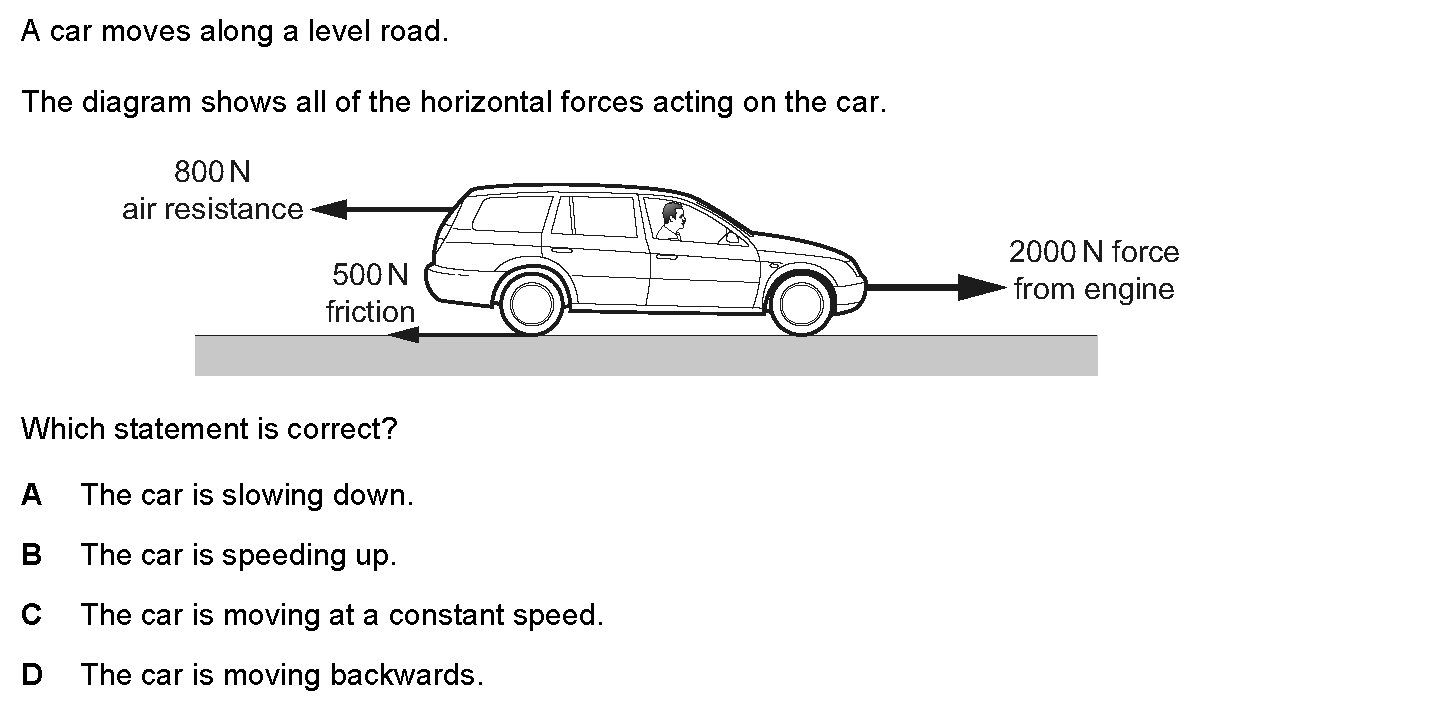 A car moves along a level road.
The diagram shows all of the horizontal forces acting on the car.
800 N
air resistance
2000 N force
from engine
500 N
friction
Which statement is correct?
A The car is slowing down.
B The car is speeding up.
C The car is moving at a constant speed.
D The car is moving backwards.